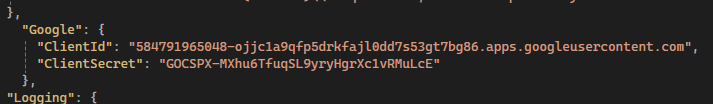 },
"Google": {
"ClientId": "584791965048-ojjc1a9qfp5drkfajl0dd7s53gt7bg86.apps.googleusercontent.com",
"ClientSecret": "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"
},
"Logging": {